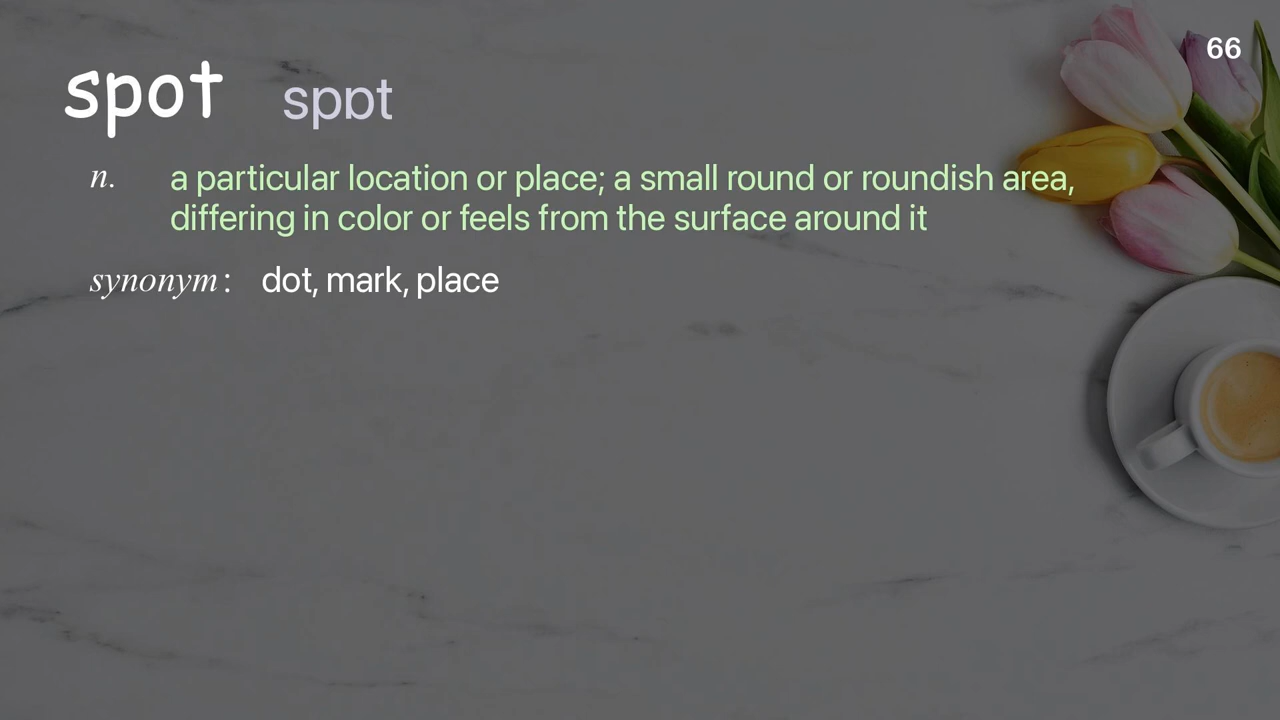 66
spot spɒt
n. a particular location or place; a small round or roundish area,
differing in color or feels from the surface around it
synonym: dot, mark, place